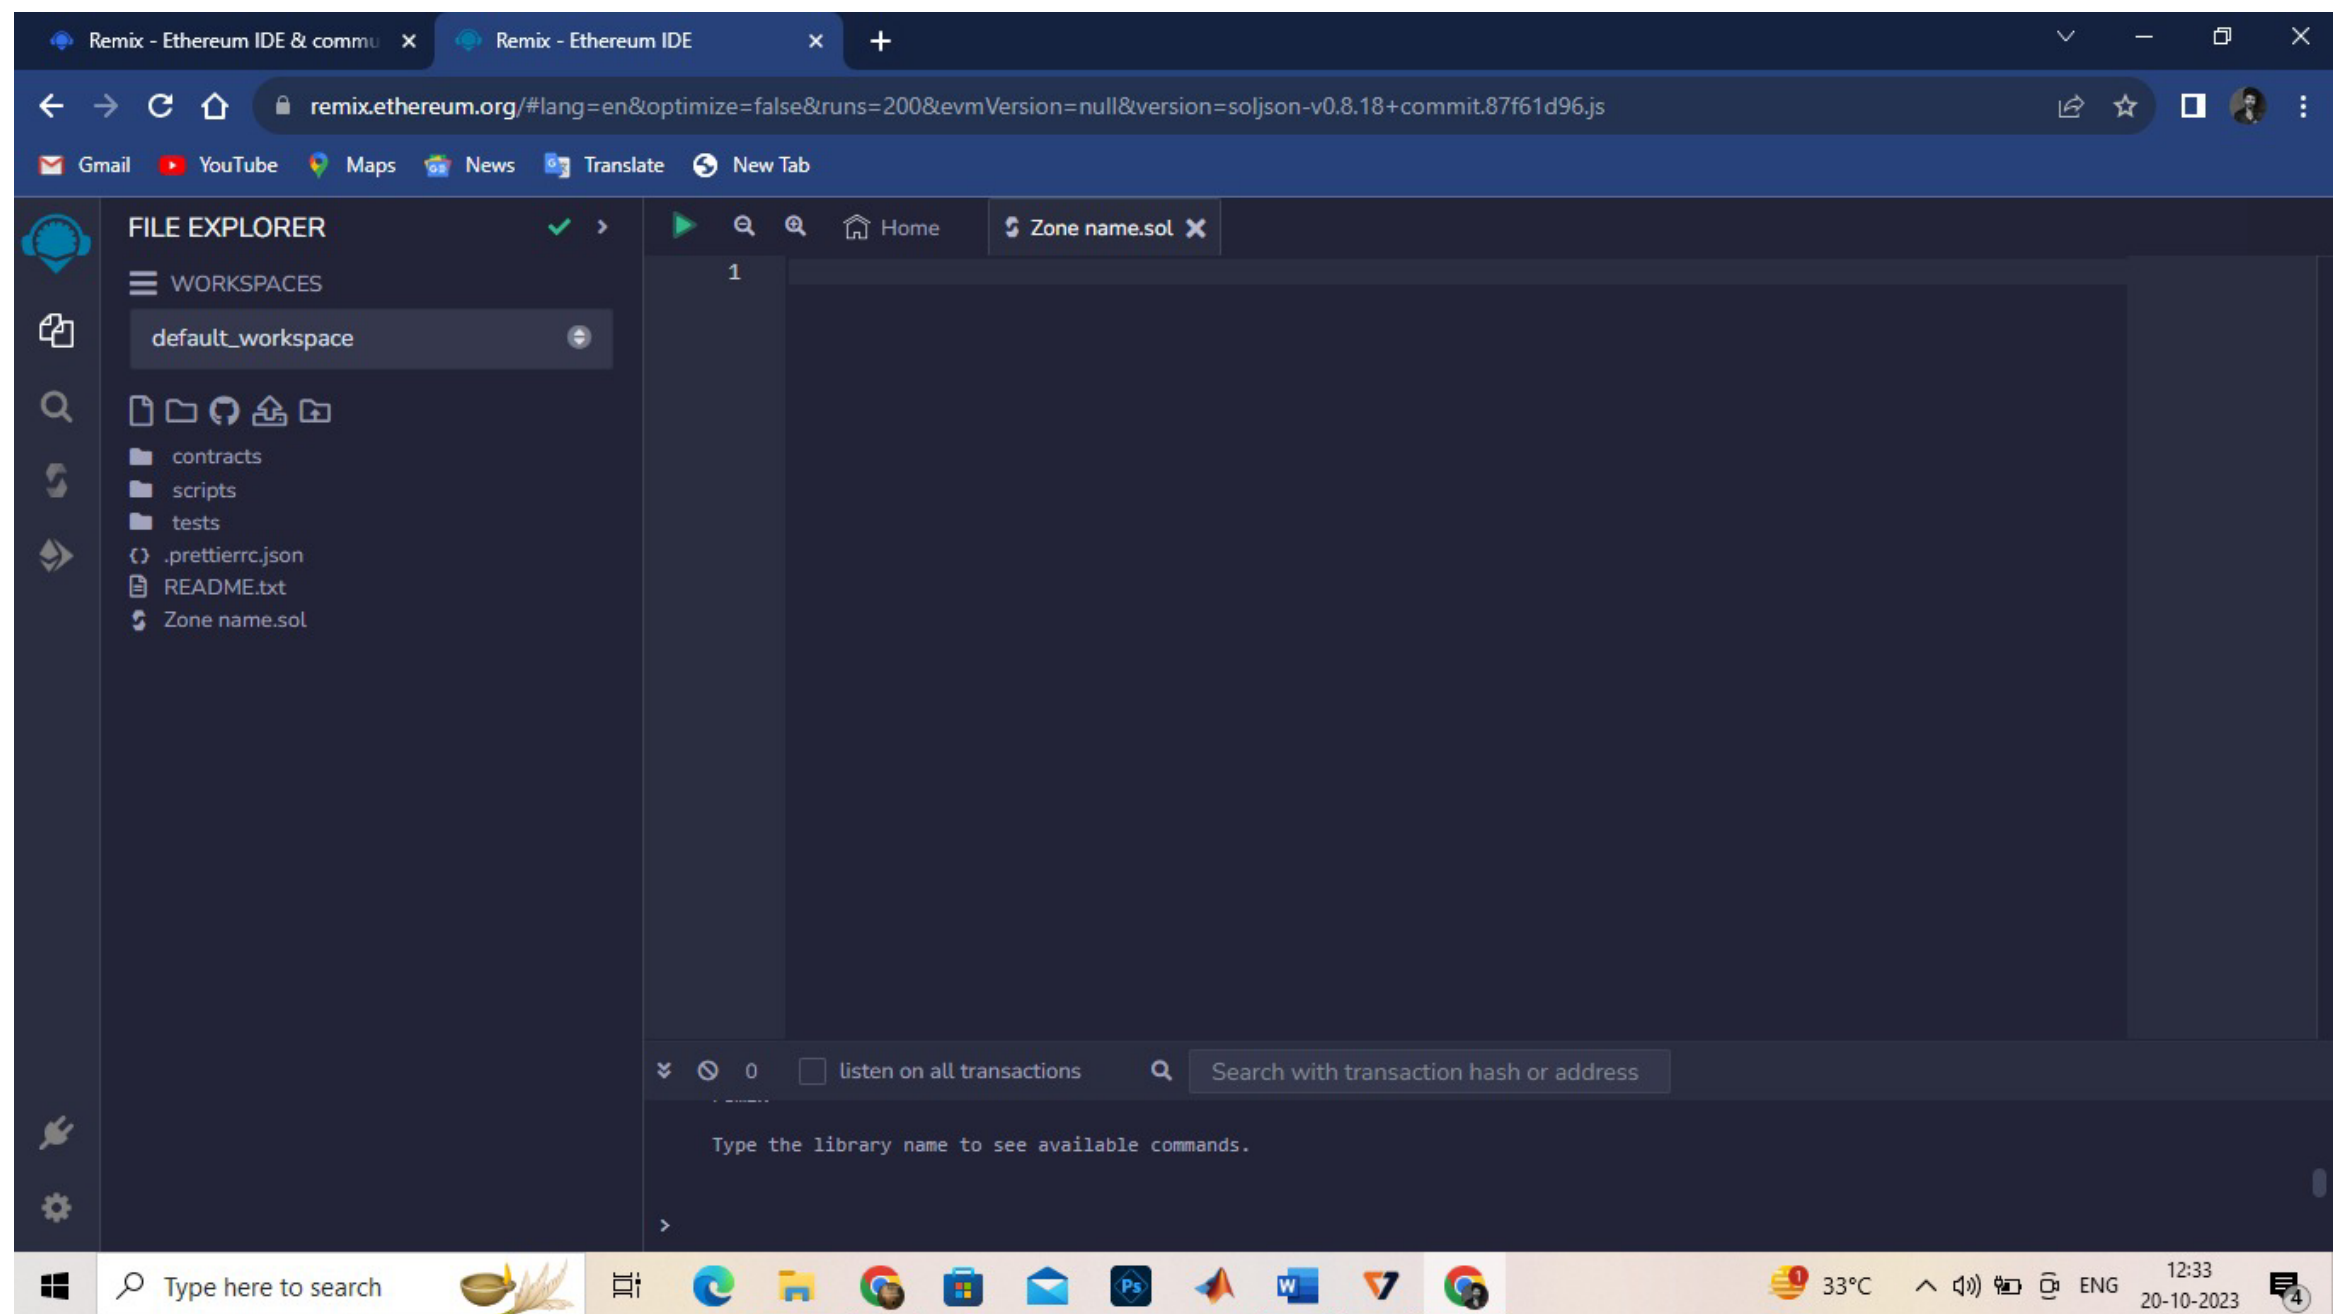 Remix - Ethereum IDE & commu
Remix - Ethereum IDE
remix.ethereum.org/#lang=en&optimize=false&runs=200&evmVersion=null&version=soljson-v0.8.18+commit.87f61d96.js
Gmail YouTube Maps News Translate New Tab
FILE EXPLORER
Home
Zone name.sol
WORKSPACES
default_workspace
1
contracts
scripts
tests
.prettierrc.json
README.txt
Zone name.sol
0 listen on all transactions Search with transaction hash or address
Type the library name to see available commands.
>
Type here to search
Ps
W
1
33°C
ENG
12:33
20-10-2023
4